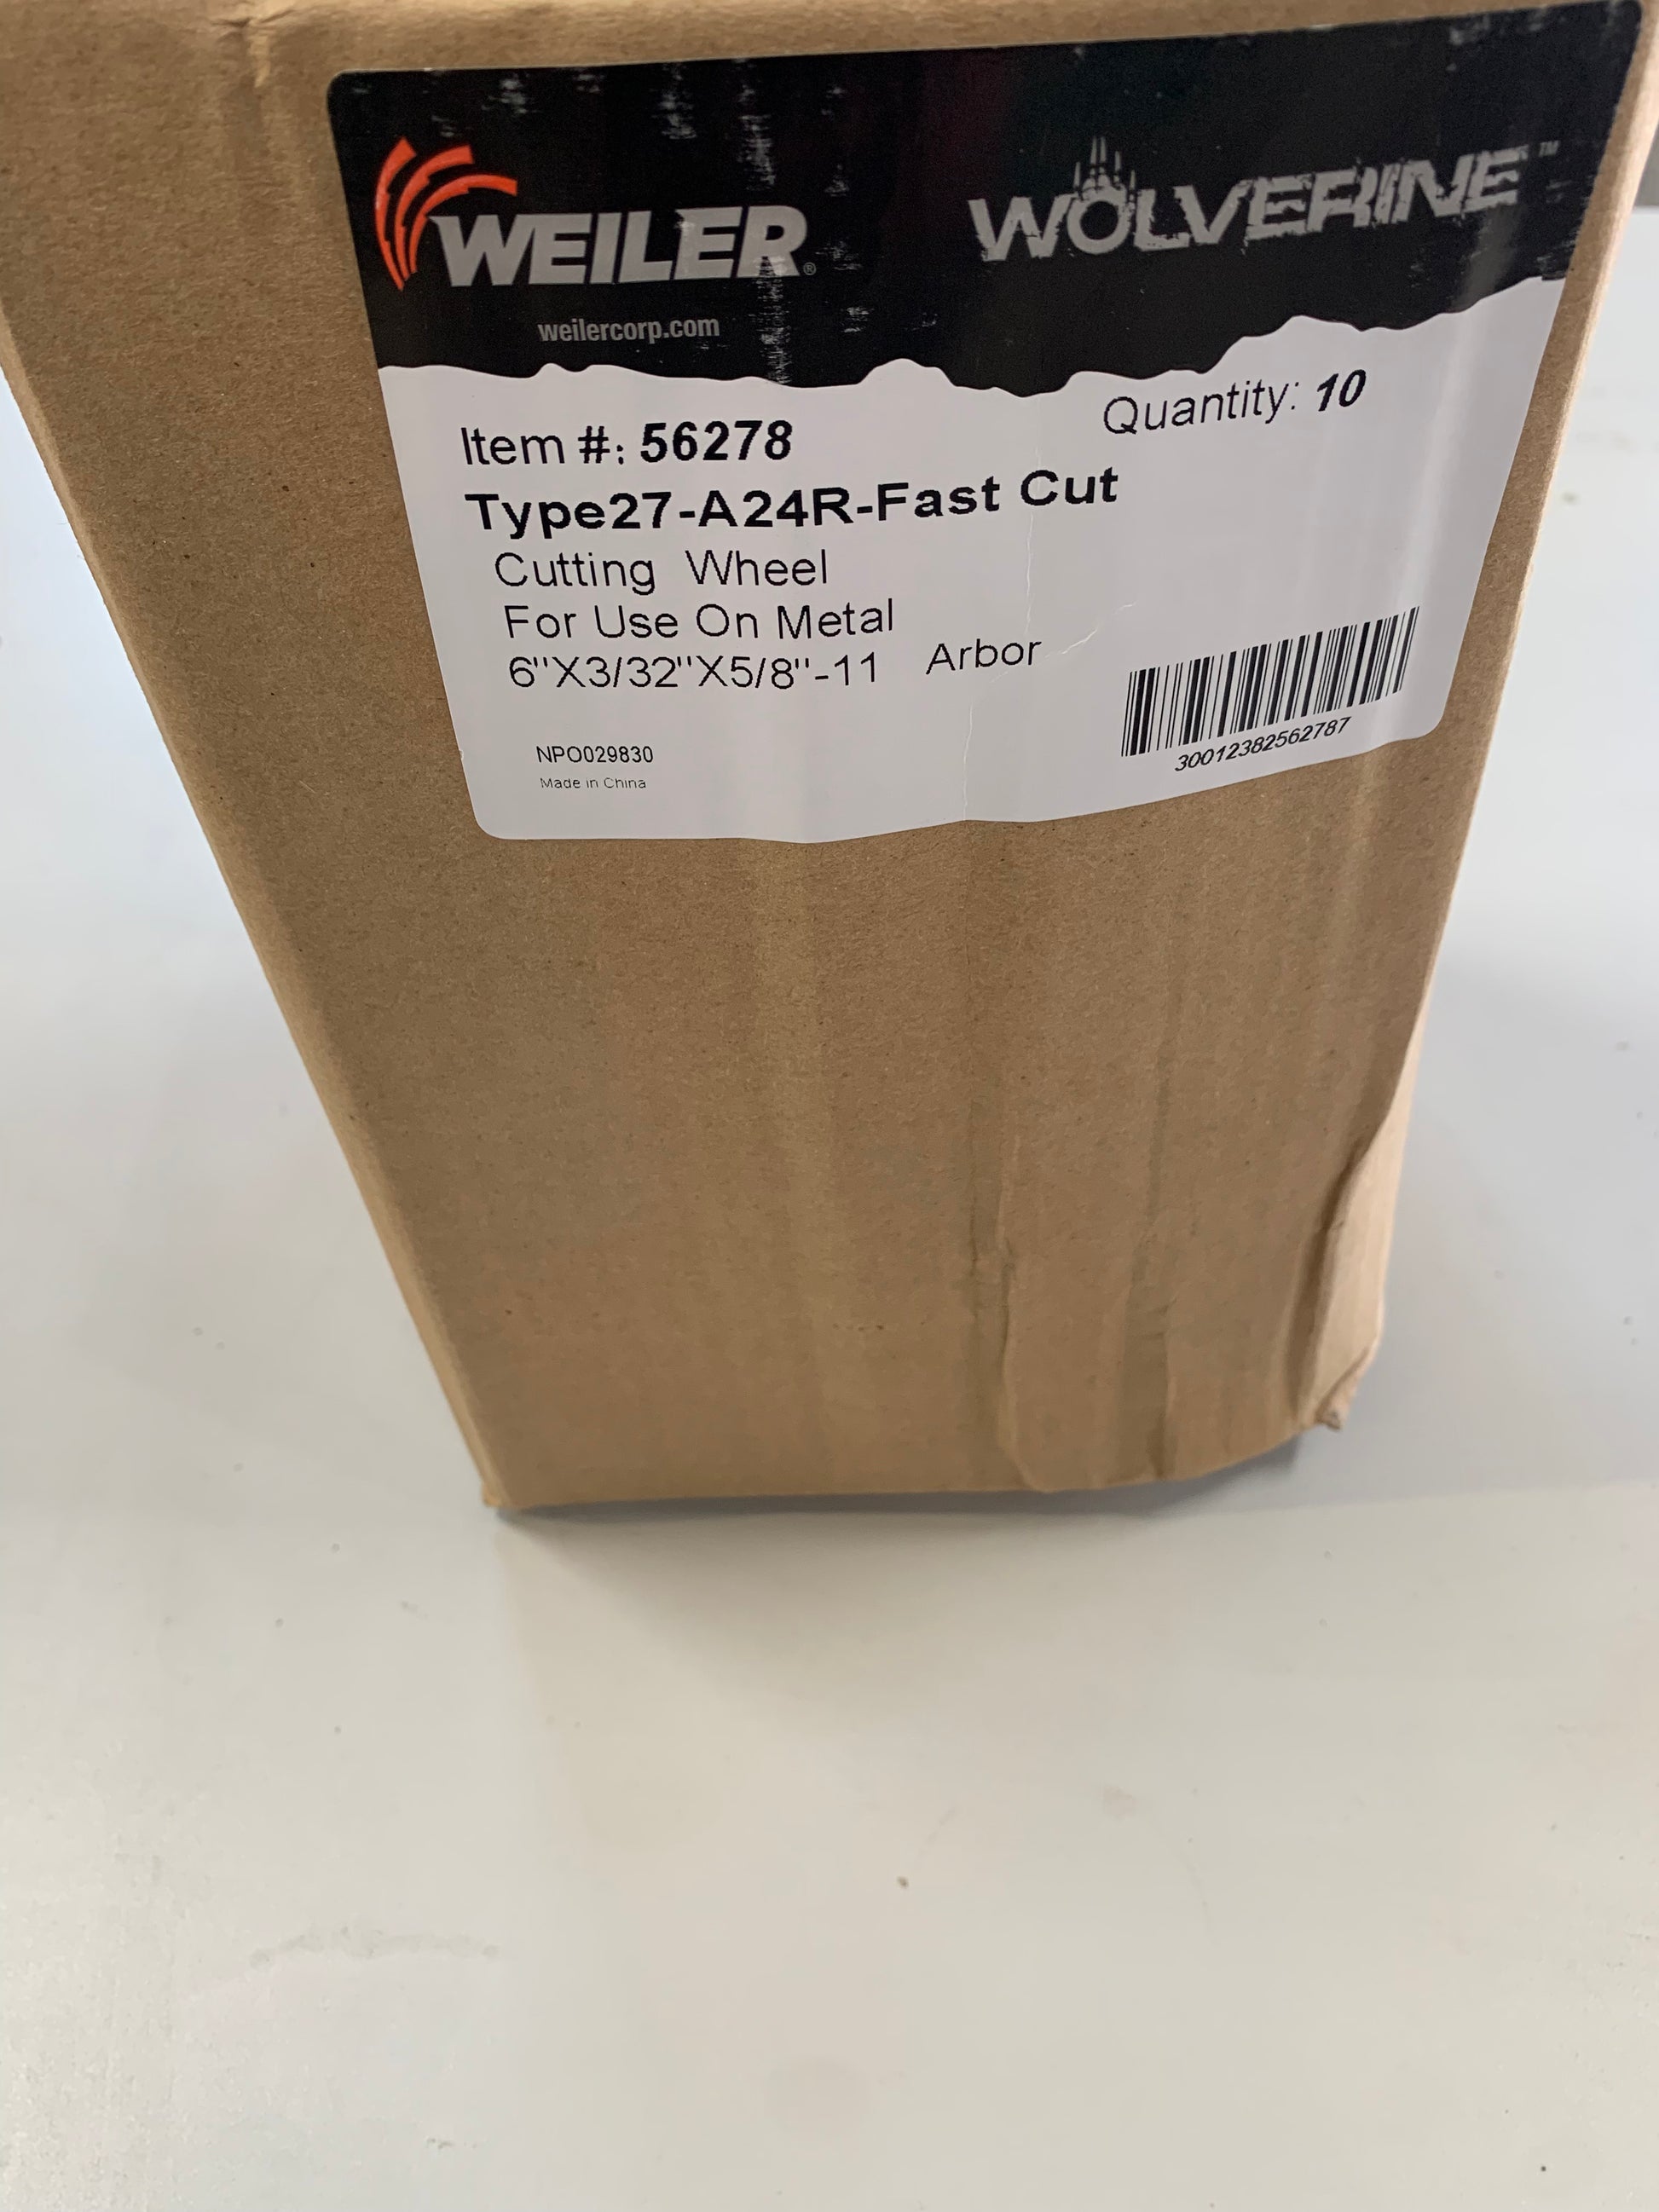 WEILER®
WOLVERINE™
weilercorp.com
Item #: 56278
Quantity: 10
Type27-A24R-Fast Cut
Cutting Wheel
For Use On Metal
6"X3/32"X5/8"-11 Arbor
NPO029830
Made in China
30012382562787